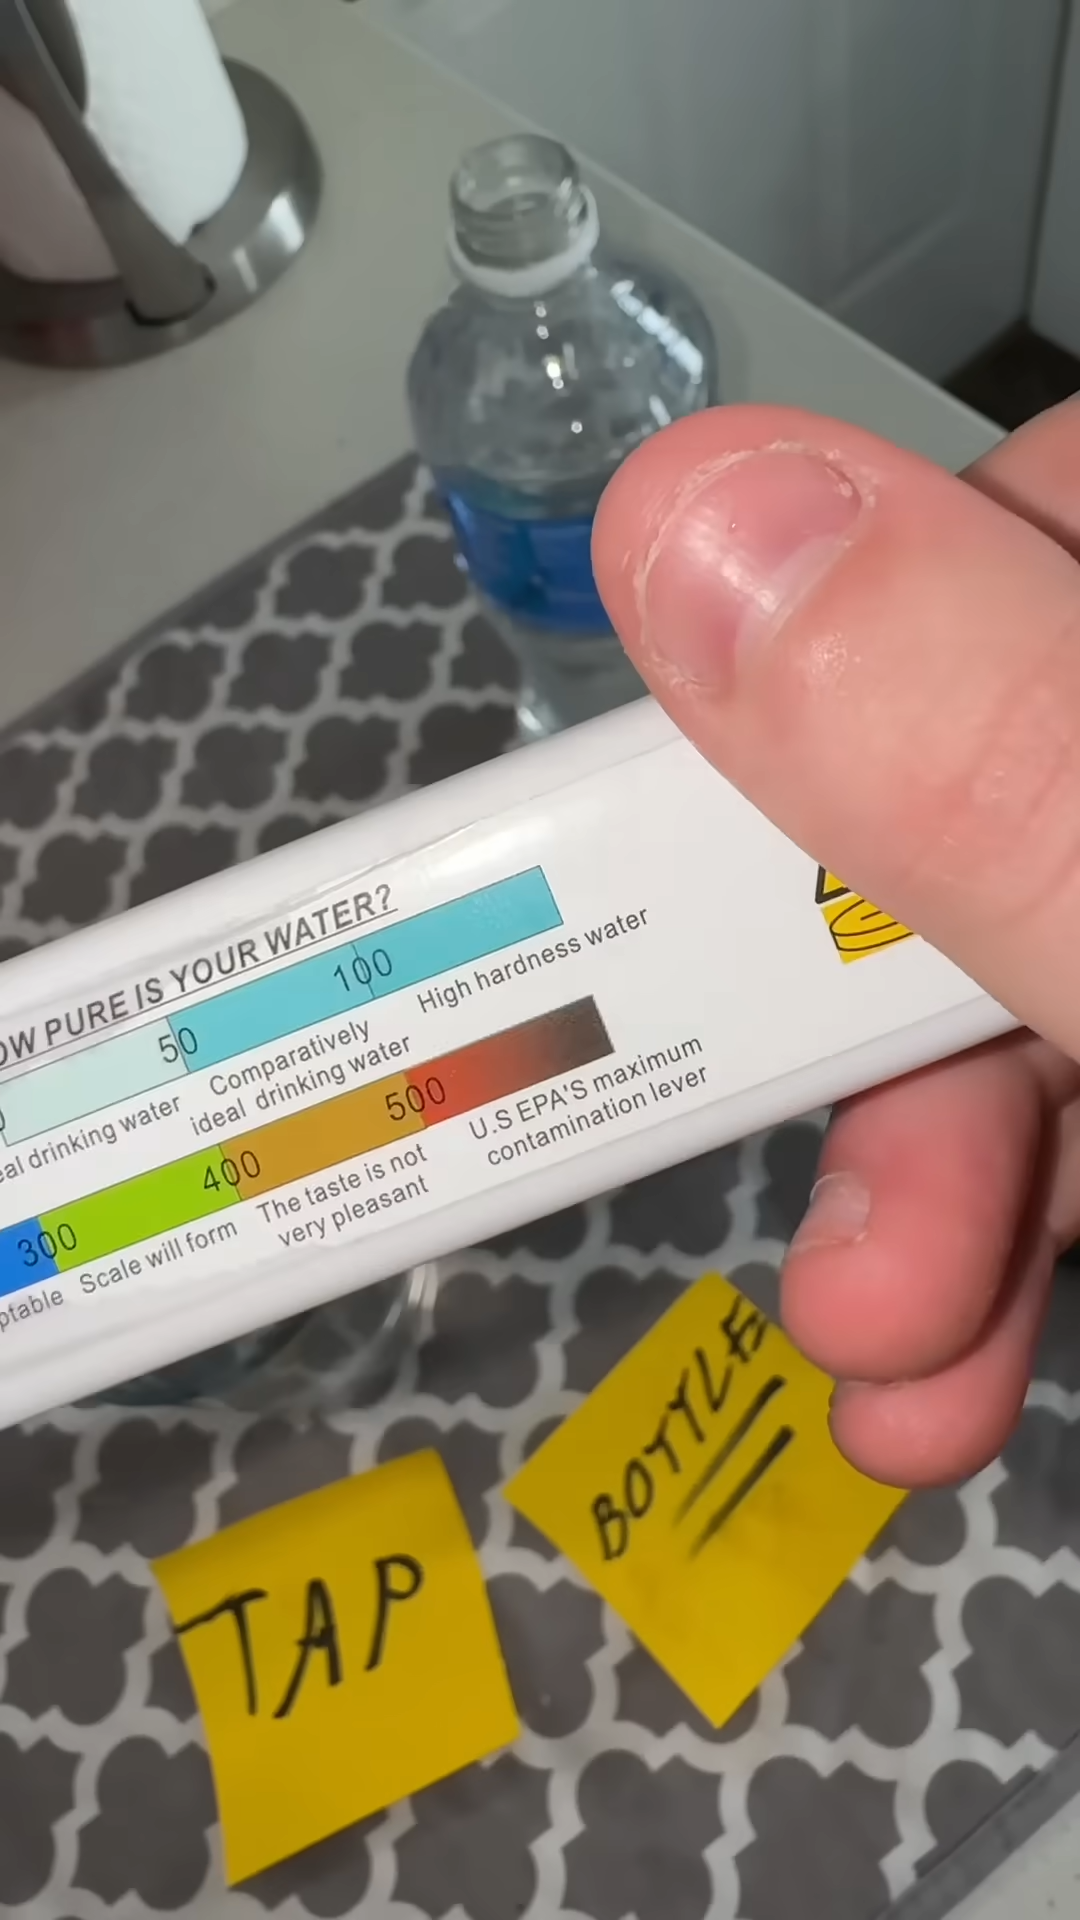 OW PURE IS YOUR WATER?
50
100
eal drinking water
Comparatively
ideal drinking water
High hardness water
300
400
500
ptable
Scale will form
The taste is not
very pleasant
U.S EPA'S maximum
contamination lever
TAP
BOTTLE